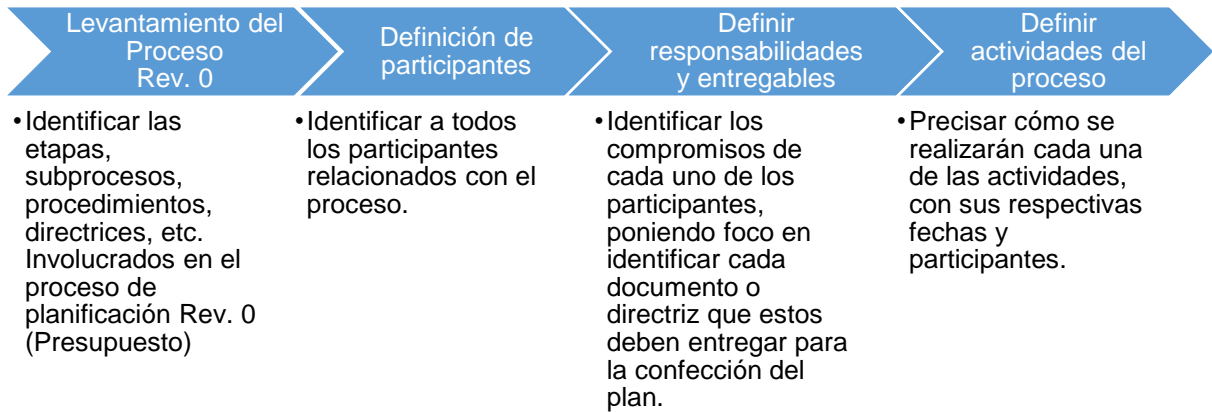 Levantamiento del
Proceso
Rev. 0
•Identificar las
etapas,
subprocesos,
procedimientos,
directrices, etc.
Involucrados en el
proceso de
planificación Rev. 0
(Presupuesto)
Definición de
participantes
•Identificar a todos
los participantes
relacionados con el
proceso.
Definir
responsabilidades
y entregables
•Identificar los
compromisos de
cada uno de los
participantes,
poniendo foco en
identificar cada
documento o
directriz que estos
deben entregar para
la confección del
plan.
Definir
actividades del
proceso
•Precisar cómo se
realizarán cada una
de las actividades,
con sus respectivas
fechas y
participantes.